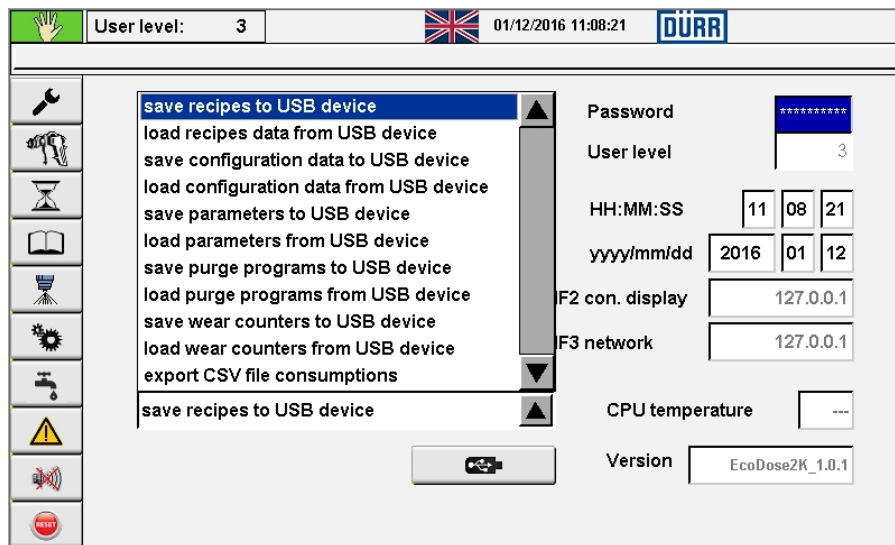 User level: 3 01/12/2016 11:08:21 DÜRR
save recipes to USB device
load recipes data from USB device
save configuration data to USB device
load configuration data from USB device
save parameters to USB device
load parameters from USB device
save purge programs to USB device
load purge programs from USB device
save wear counters to USB device
load wear counters from USB device
export CSV file consumptions
save recipes to USB device
Password **********
User level 3
HH:MM:SS 11 08 21
yyyy/mm/dd 2016 01 12
IF2 con. display 127.0.0.1
IF3 network 127.0.0.1
CPU temperature ---
Version EcoDose2K_1.0.1
RESET